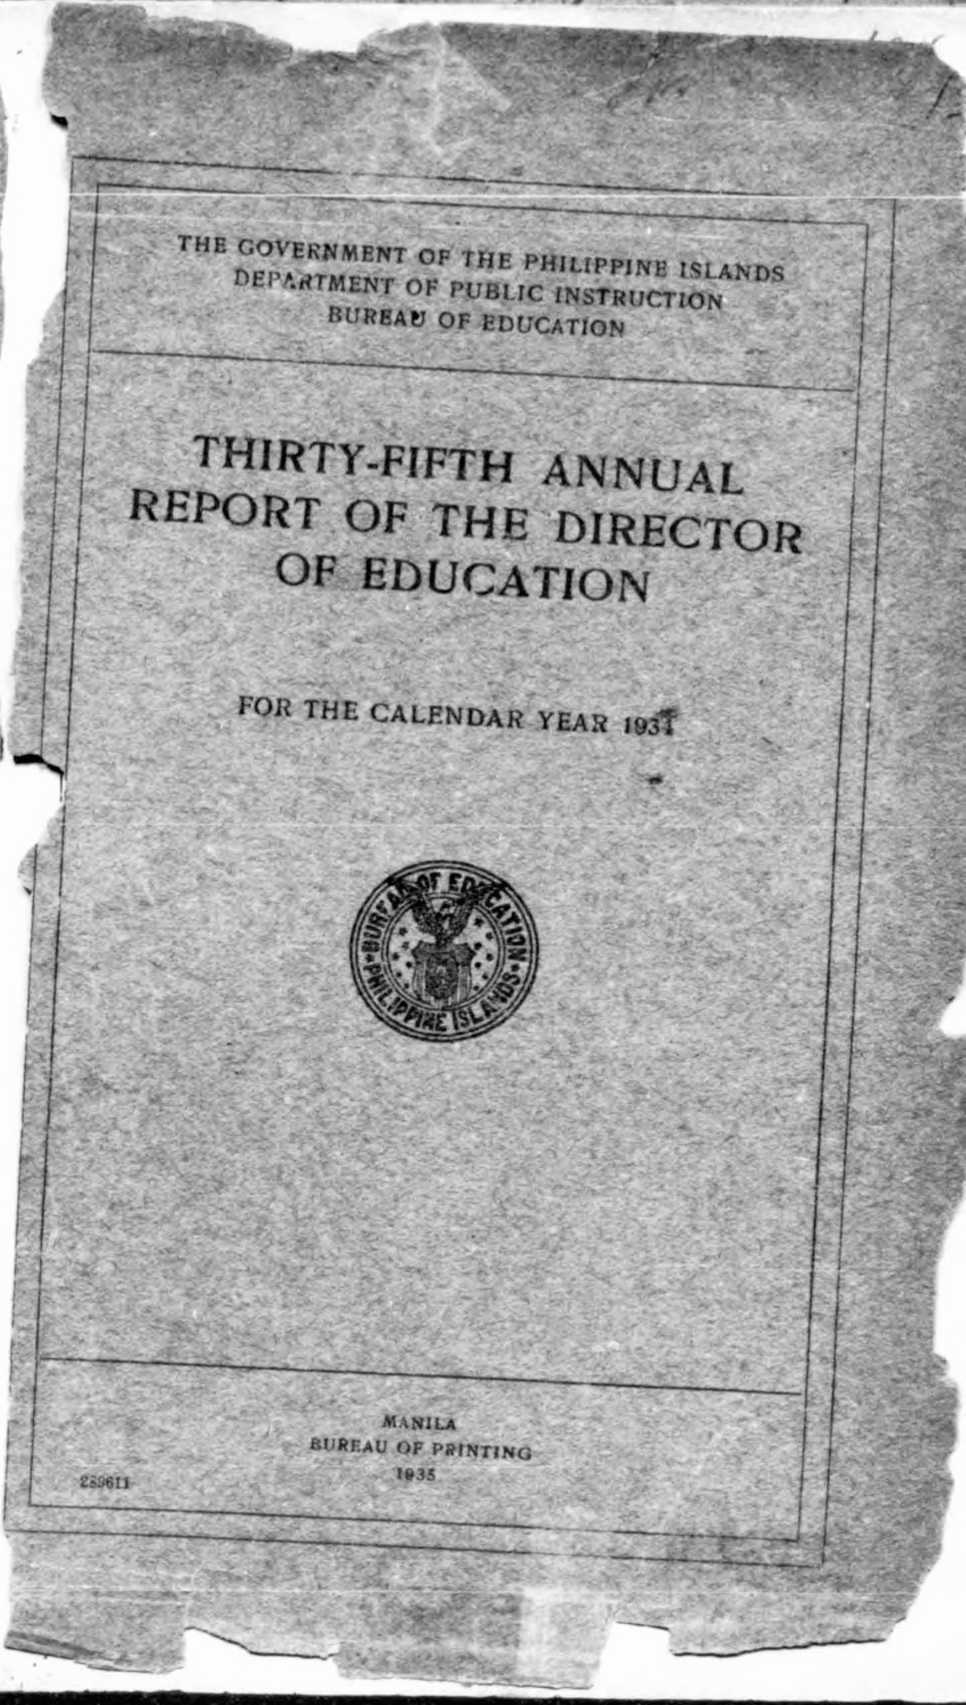 THE GOVERNMENT OF THE PHILIPPINE ISLANDS
DEPARTMENT OF PUBLIC INSTRUCTION
BUREAU OF EDUCATION
THIRTY-FIFTH ANNUAL
REPORT OF THE DIRECTOR
OF EDUCATION
FOR THE CALENDAR YEAR 1934
BUREAU OF EDUCATION
PHILIPPINE ISLANDS
MANILA
BUREAU OF PRINTING
1935
289611